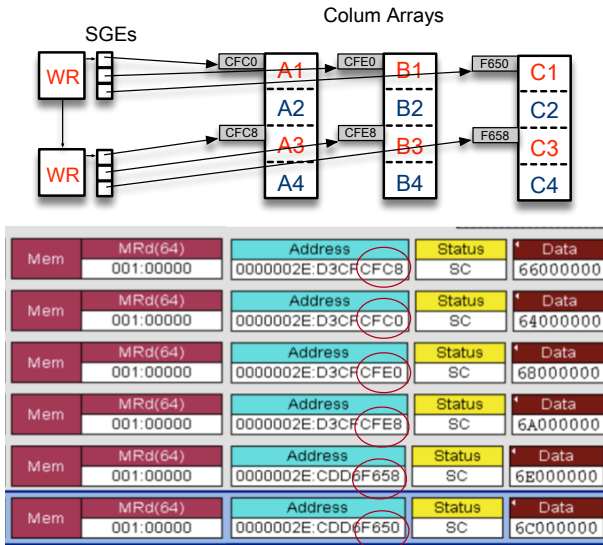 Colum Arrays
SGEs
WR
CFC0
A1
CFE0
B1
F650
C1
A2
B2
C2
WR
CFC8
A3
CFE8
B3
F658
C3
A4
B4
C4
Mem MRd(64) Address Status Data
001:00000 0000002E:D3CFCFC8 SC 66000000
Mem MRd(64) Address Status Data
001:00000 0000002E:D3CFCFC0 SC 64000000
Mem MRd(64) Address Status Data
001:00000 0000002E:D3CFCFE0 SC 68000000
Mem MRd(64) Address Status Data
001:00000 0000002E:D3CFCFE8 SC 6A000000
Mem MRd(64) Address Status Data
001:00000 0000002E:CDD6F658 SC 6E000000
Mem MRd(64) Address Status Data
001:00000 0000002E:CDD6F650 SC 6C000000